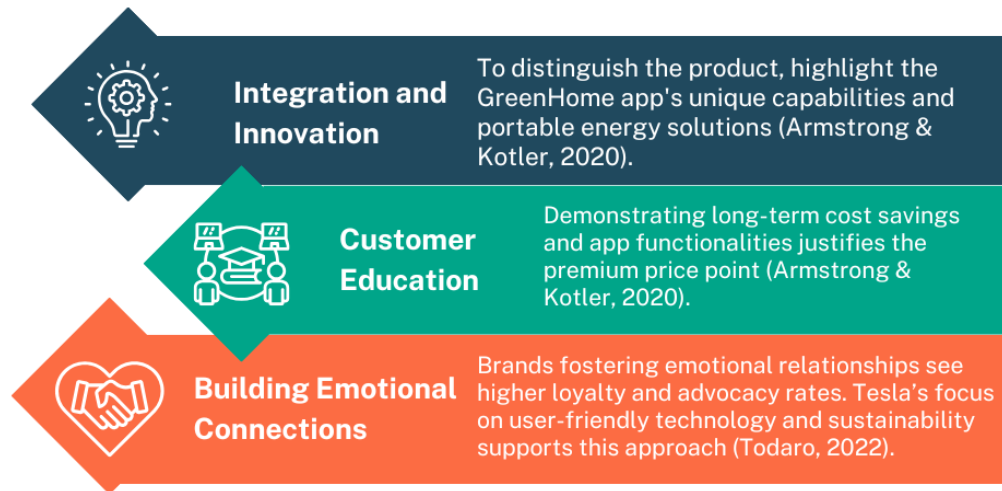 Integration and
Innovation
To distinguish the product, highlight the
GreenHome app's unique capabilities and
portable energy solutions (Armstrong &
Kotler, 2020).
Customer
Education
Demonstrating long-term cost savings
and app functionalities justifies the
premium price point (Armstrong &
Kotler, 2020).
Building Emotional
Connections
Brands fostering emotional relationships see
higher loyalty and advocacy rates. Tesla’s focus
on user-friendly technology and sustainability
supports this approach (Todaro, 2022).